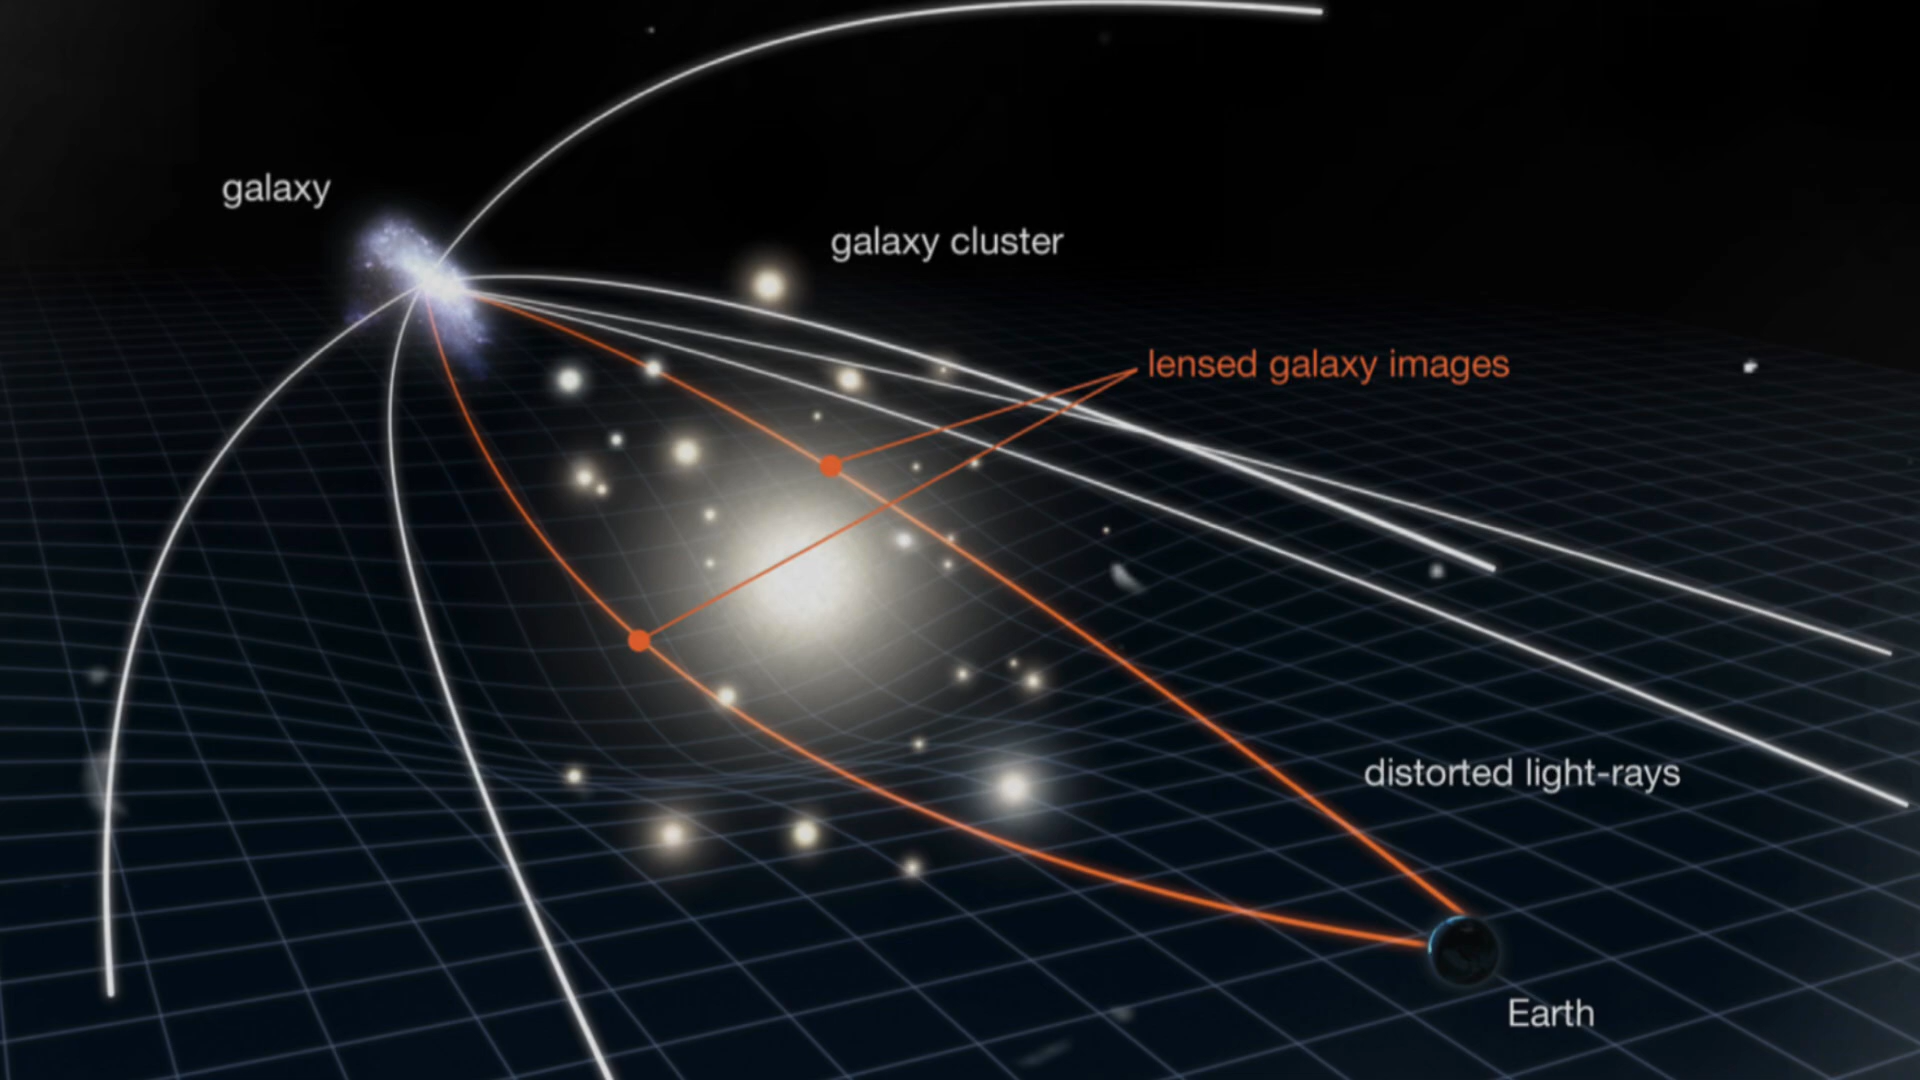 galaxy
galaxy cluster
lensed galaxy images
distorted light-rays
Earth